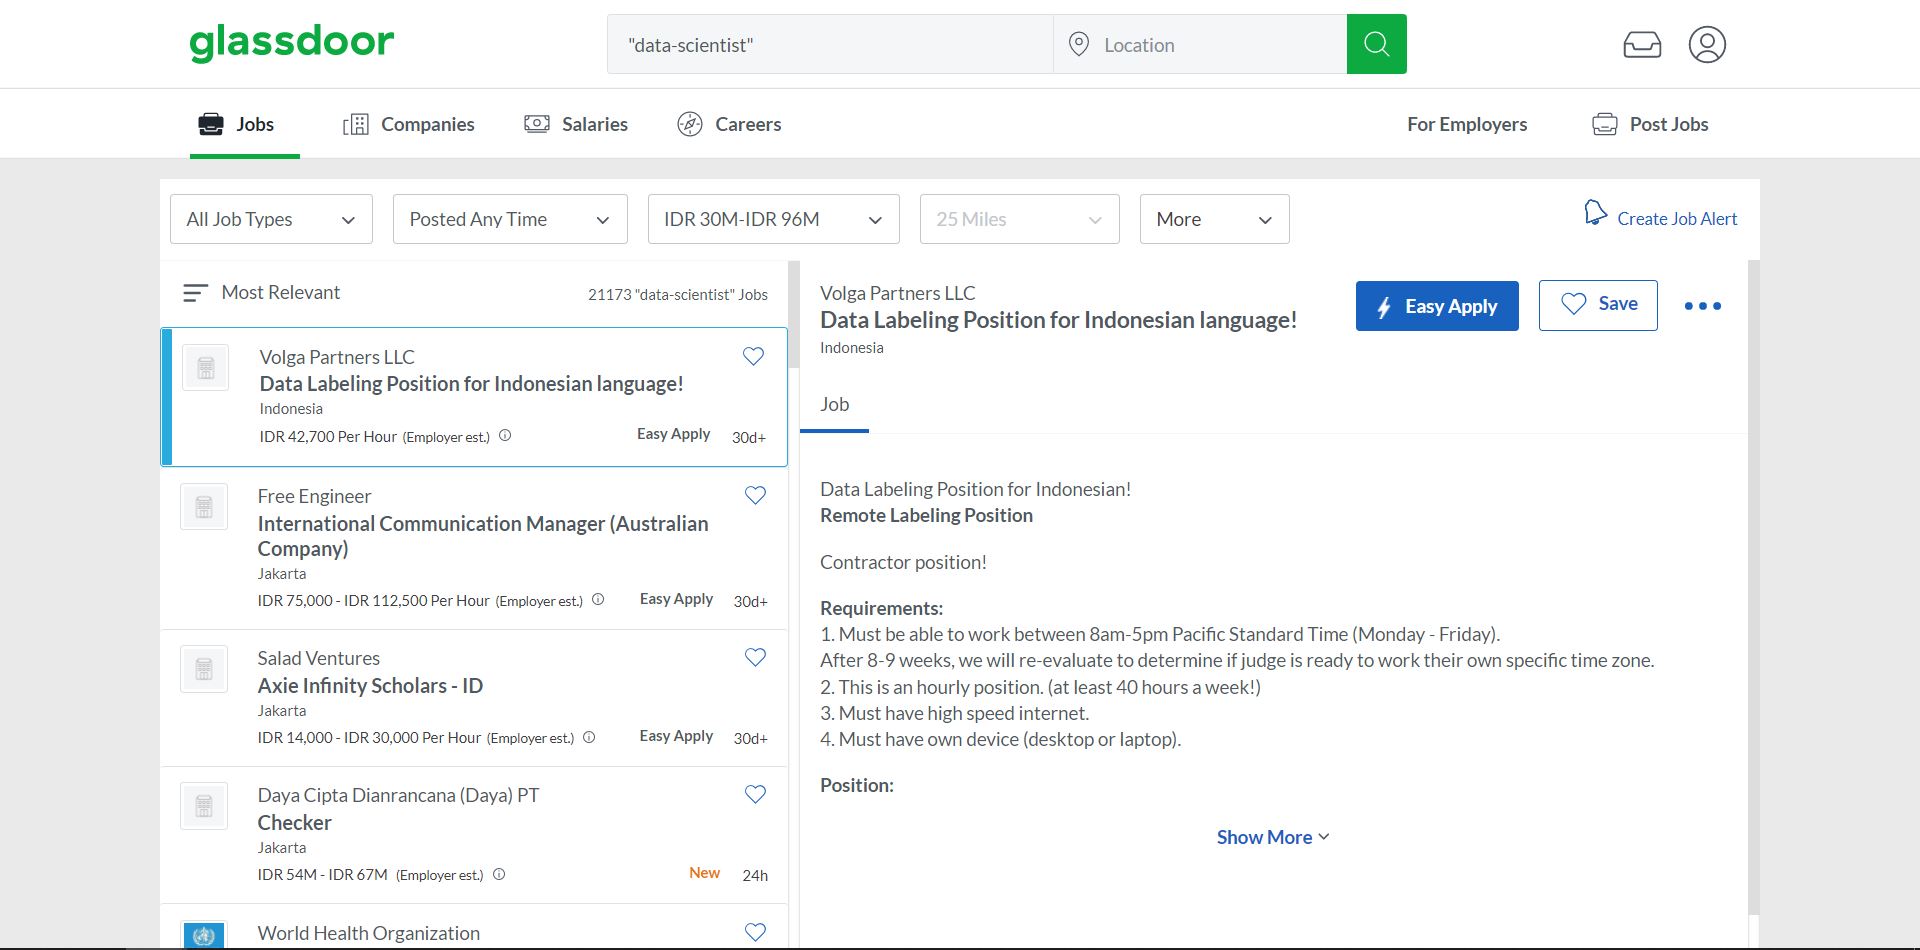 glassdoor
"data-scientist"
Location
Jobs
Companies
Salaries
Careers
For Employers
Post Jobs
All Job Types
Posted Any Time
IDR 30M-IDR 96M
25 Miles
More
Create Job Alert
Most Relevant
21173 "data-scientist" Jobs
Volga Partners LLC
Data Labeling Position for Indonesian language!
Indonesia
IDR 42,700 Per Hour (Employer est.)
Easy Apply
30d+
Free Engineer
International Communication Manager (Australian
Company)
Jakarta
IDR 75,000 - IDR 112,500 Per Hour (Employer est.)
Easy Apply
30d+
Salad Ventures
Axie Infinity Scholars - ID
Jakarta
IDR 14,000 - IDR 30,000 Per Hour (Employer est.)
Easy Apply
30d+
Daya Cipta Dianrancana (Daya) PT
Checker
Jakarta
IDR 54M - IDR 67M (Employer est.)
New
24h
World Health Organization
Volga Partners LLC
Data Labeling Position for Indonesian language!
Indonesia
Easy Apply
Save
Job
Data Labeling Position for Indonesian!
Remote Labeling Position
Contractor position!
Requirements:
1. Must be able to work between 8am-5pm Pacific Standard Time (Monday - Friday).
After 8-9 weeks, we will re-evaluate to determine if judge is ready to work their own specific time zone.
2. This is an hourly position. (at least 40 hours a week!)
3. Must have high speed internet.
4. Must have own device (desktop or laptop).
Position:
Show More